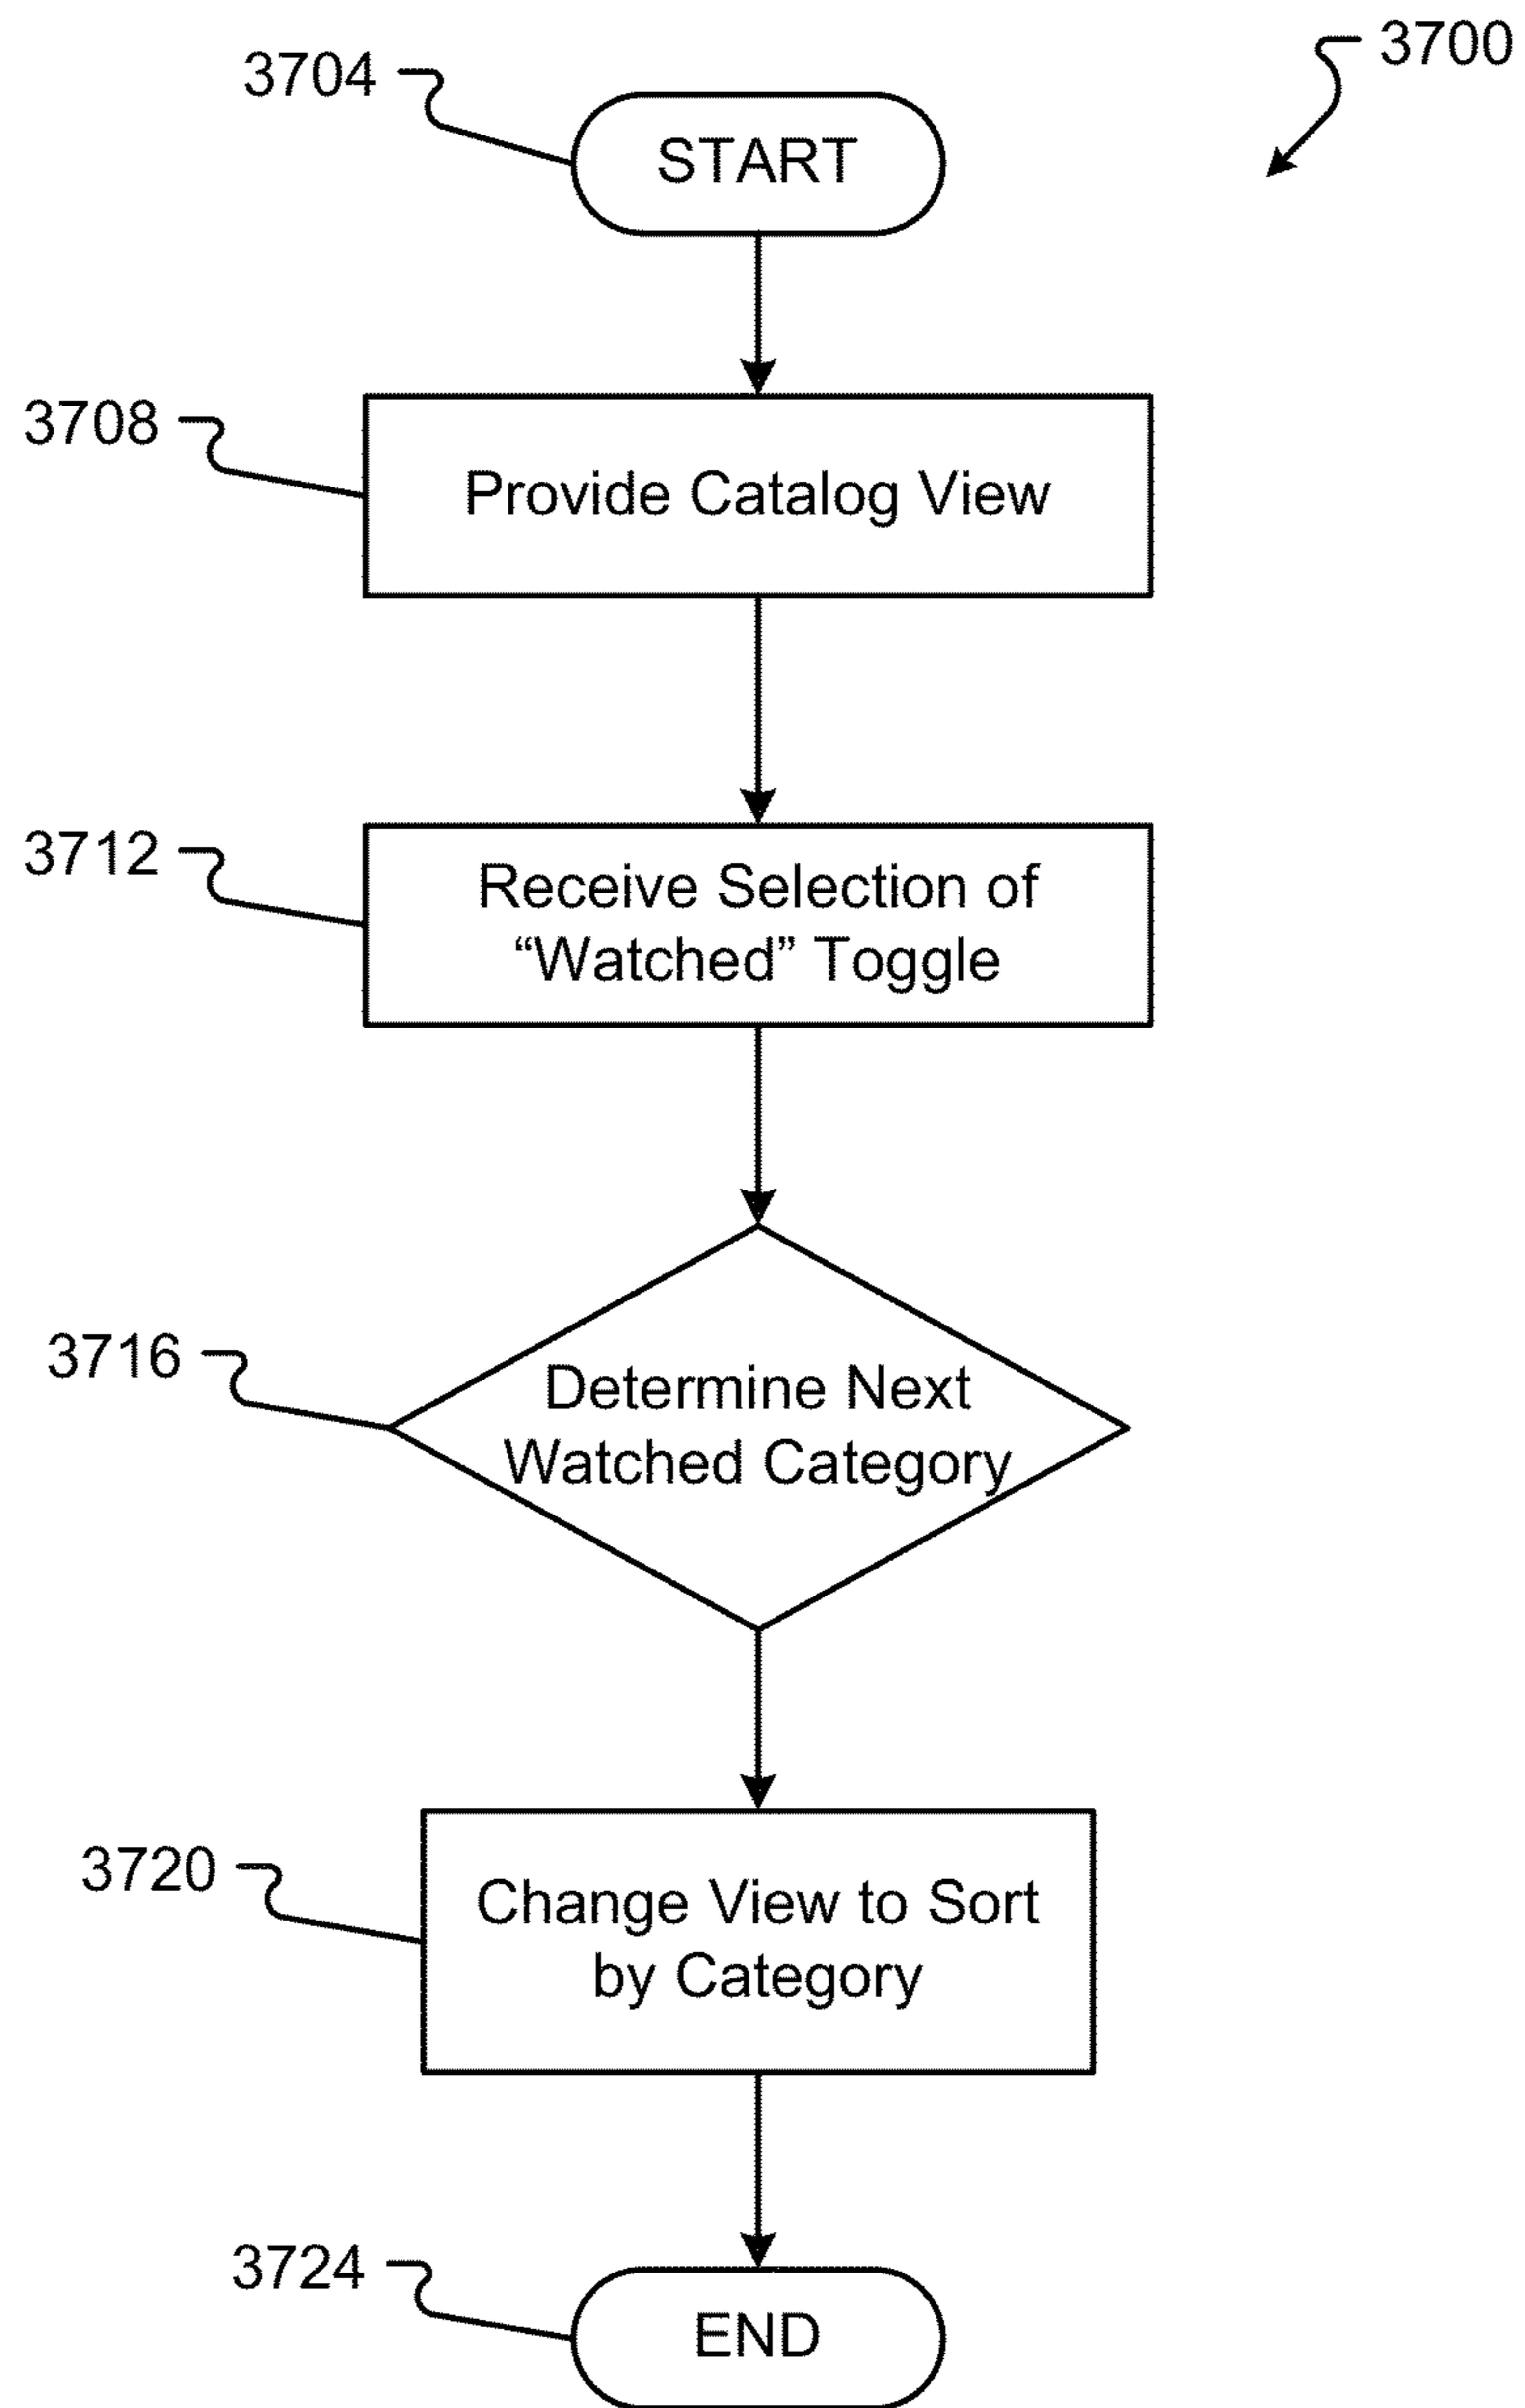 3700
3704
START
3708
Provide Catalog View
3712
Receive Selection of
“Watched” Toggle
3716
Determine Next
Watched Category
3720
Change View to Sort
by Category
3724
END